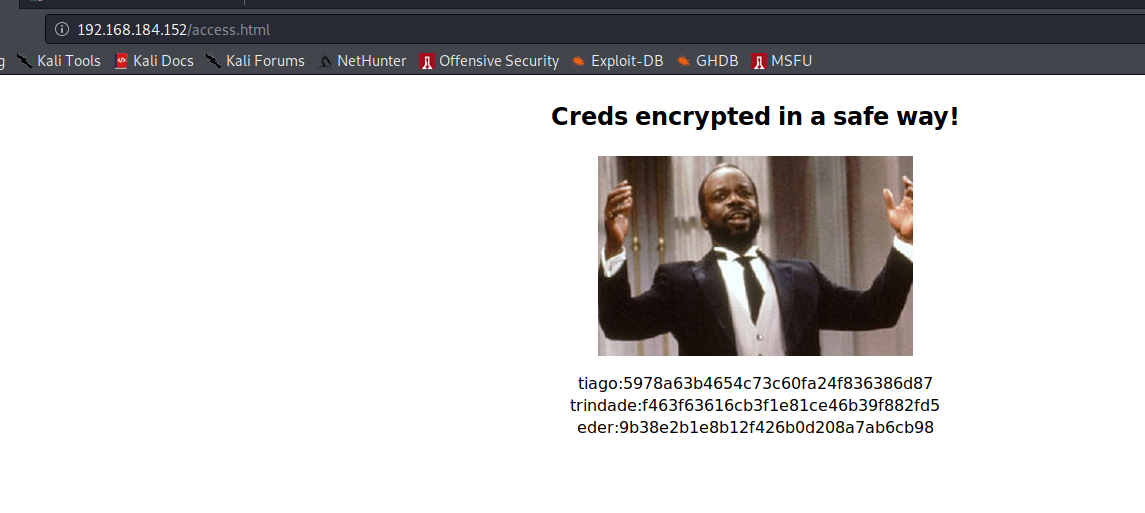 192.168.184.152/access.html
g Kali Tools Kali Docs Kali Forums NetHunter Offensive Security Exploit-DB GHDB MSFU
Creds encrypted in a safe way!
tiago:5978a63b4654c73c60fa24f836386d87
trindade:f463f63616cb3f1e81ce46b39f882fd5
eder:9b38e2b1e8b12f426b0d208a7ab6cb98